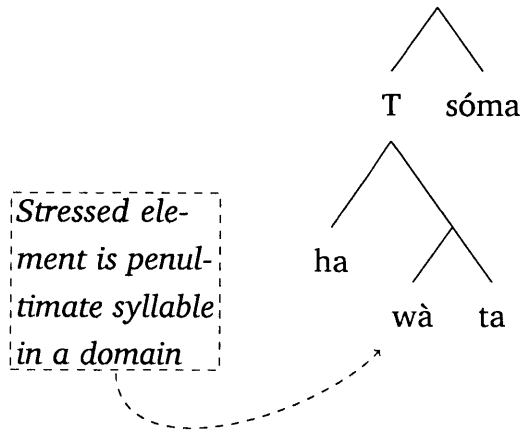 T sóma
Stressed ele-
ment is penul-
timate syllable
in a domain
ha
wà ta